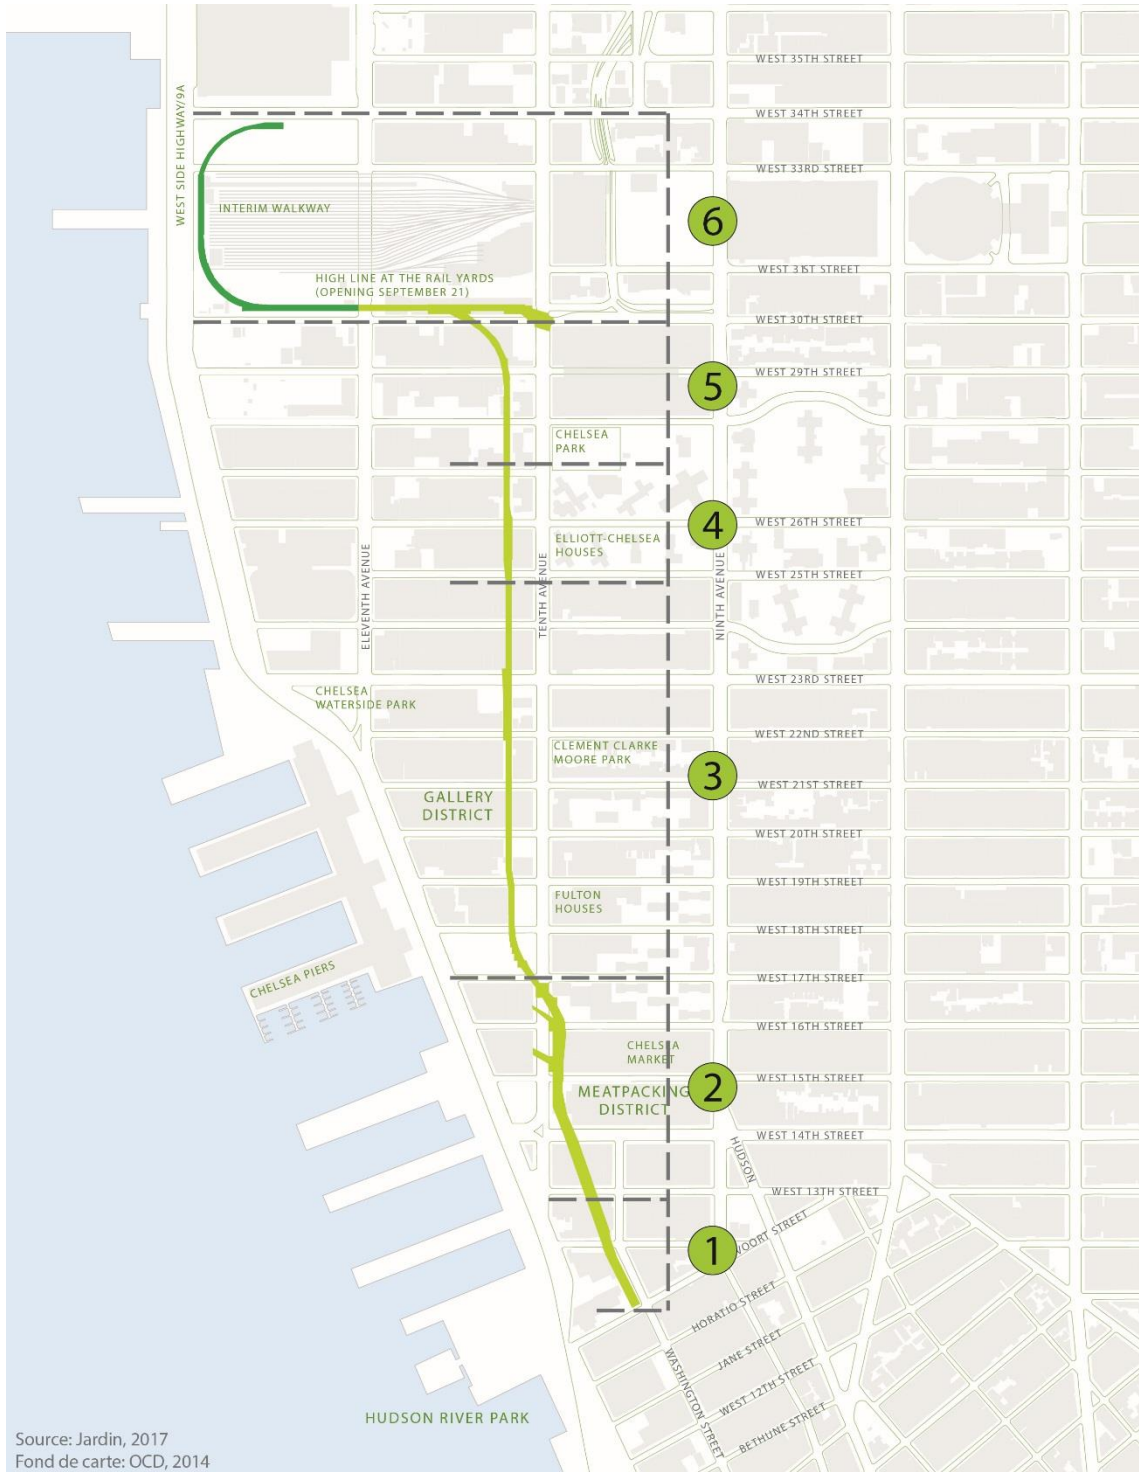 WEST 35TH STREET
WEST SIDE HIGHWAY/9A
WEST 34TH STREET
WEST 33RD STREET
INTERIM WALKWAY
6
WEST 31ST STREET
HIGH LINE AT THE RAIL YARDS
(OPENING SEPTEMBER 21)
WEST 30TH STREET
WEST 29TH STREET
5
CHELSEA
PARK
4
WEST 26TH STREET
ELLIOTT-CHELSEA
HOUSES
ELEVENTH AVENUE
TENTH AVENUE
NINTH AVENUE
WEST 25TH STREET
WEST 23RD STREET
CHELSEA
WATERSIDE PARK
WEST 22ND STREET
CLEMENT CLARKE
MOORE PARK
3
WEST 21ST STREET
GALLERY
DISTRICT
WEST 20TH STREET
WEST 19TH STREET
FULTON
HOUSES
WEST 18TH STREET
CHELSEA PIERS
WEST 17TH STREET
WEST 16TH STREET
CHELSEA
MARKET
WEST 15TH STREET
MEATPACKING
DISTRICT
2
WEST 14TH STREET
HUDSON
WEST 13TH STREET
1
VOORT STREET
HORATIO STREET
JANE STREET
WASHINGTON STREET
WEST 12TH STREET
BETHUNE STREET
HUDSON RIVER PARK
Source: Jardin, 2017
Fond de carte: OCD, 2014